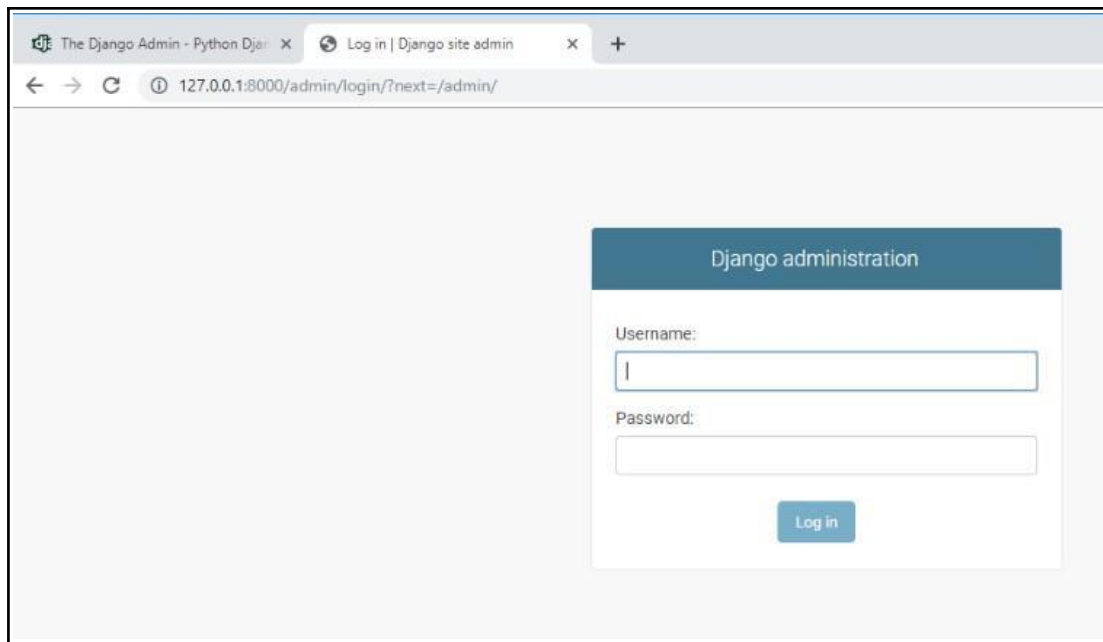 The Django Admin - Python Djan
Log in | Django site admin
127.0.0.1:8000/admin/login/?next=/admin/
Django administration
Username:
Password:
Log in